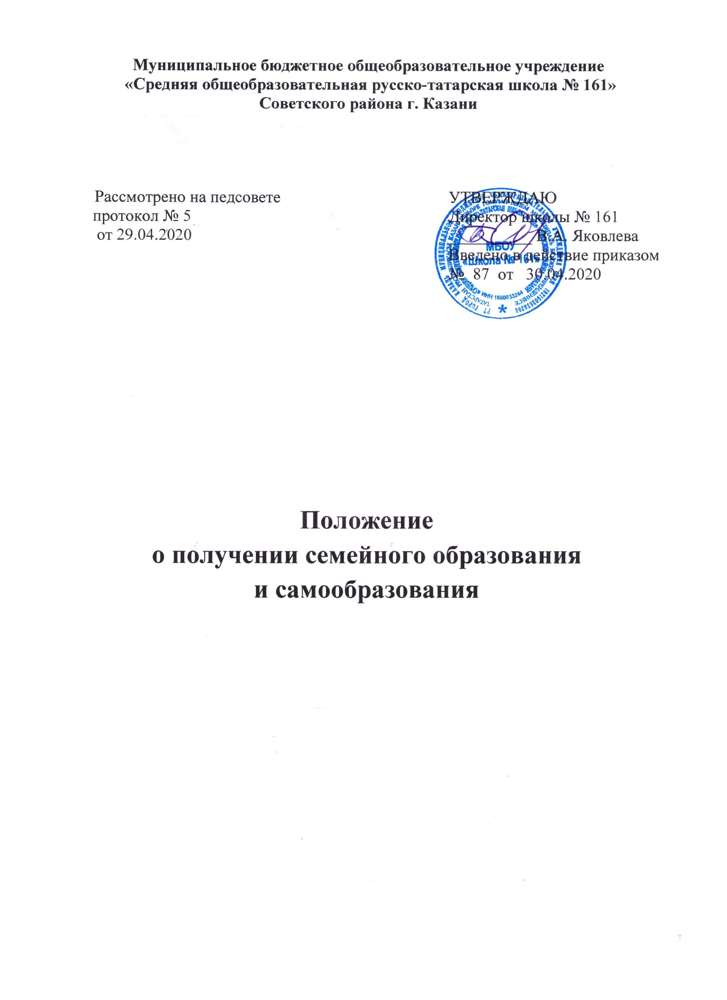 Муниципальное бюджетное общеобразовательное учреждение
«Средняя общеобразовательная русско-татарская школа № 161»
Советского района г. Казани
Рассмотрено на педсовете
протокол № 5
от 29.04.2020
УТВЕРЖДАЮ
Директор школы № 161
__________ В.А. Яковлева
Введено в действие приказом
№ 87 от 30.04.2020
МБОУ
«Школа № 161»
ИНН 1660033244
Положение
о получении семейного образования
и самообразования